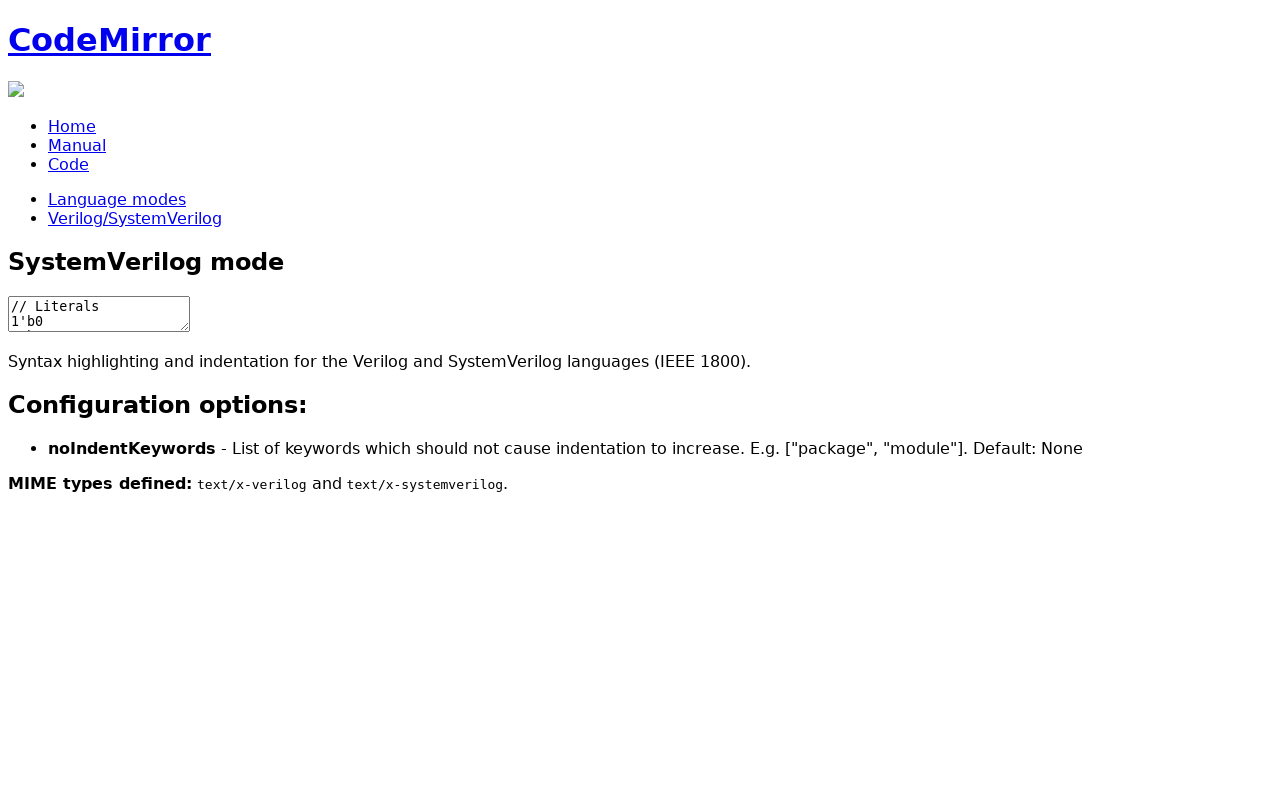 CodeMirror
Home
Manual
Code
Language modes
Verilog/SystemVerilog
SystemVerilog mode
// Literals
1'b0
Syntax highlighting and indentation for the Verilog and SystemVerilog languages (IEEE 1800).
Configuration options:
noIndentKeywords - List of keywords which should not cause indentation to increase. E.g. ["package", "module"]. Default: None
MIME types defined: text/x-verilog and text/x-systemverilog.